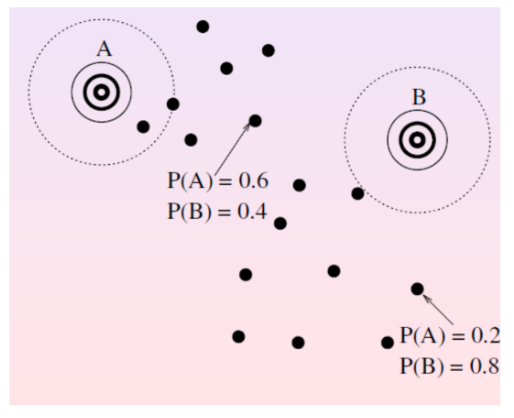 A
B
P(A) = 0.6
P(B) = 0.4
P(A) = 0.2
P(B) = 0.8